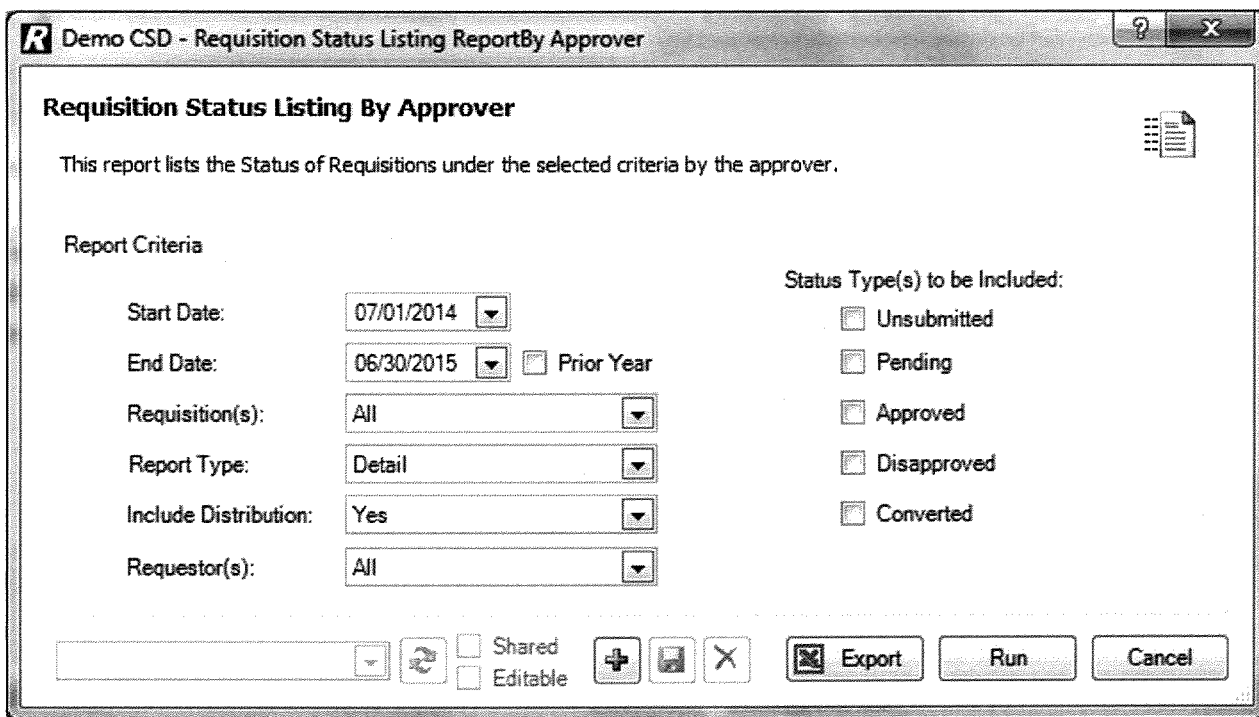 R Demo CSD - Requisition Status Listing ReportBy Approver
Requisition Status Listing By Approver
This report lists the Status of Requisitions under the selected criteria by the approver.
Report Criteria
Status Type(s) to be Included:
Start Date: 07/01/2014
Unsubmitted
End Date: 06/30/2015 Prior Year
Pending
Requisition(s): All
Approved
Report Type: Detail
Disapproved
Include Distribution: Yes
Converted
Requestor(s): All
Shared
Editable
Export Run Cancel